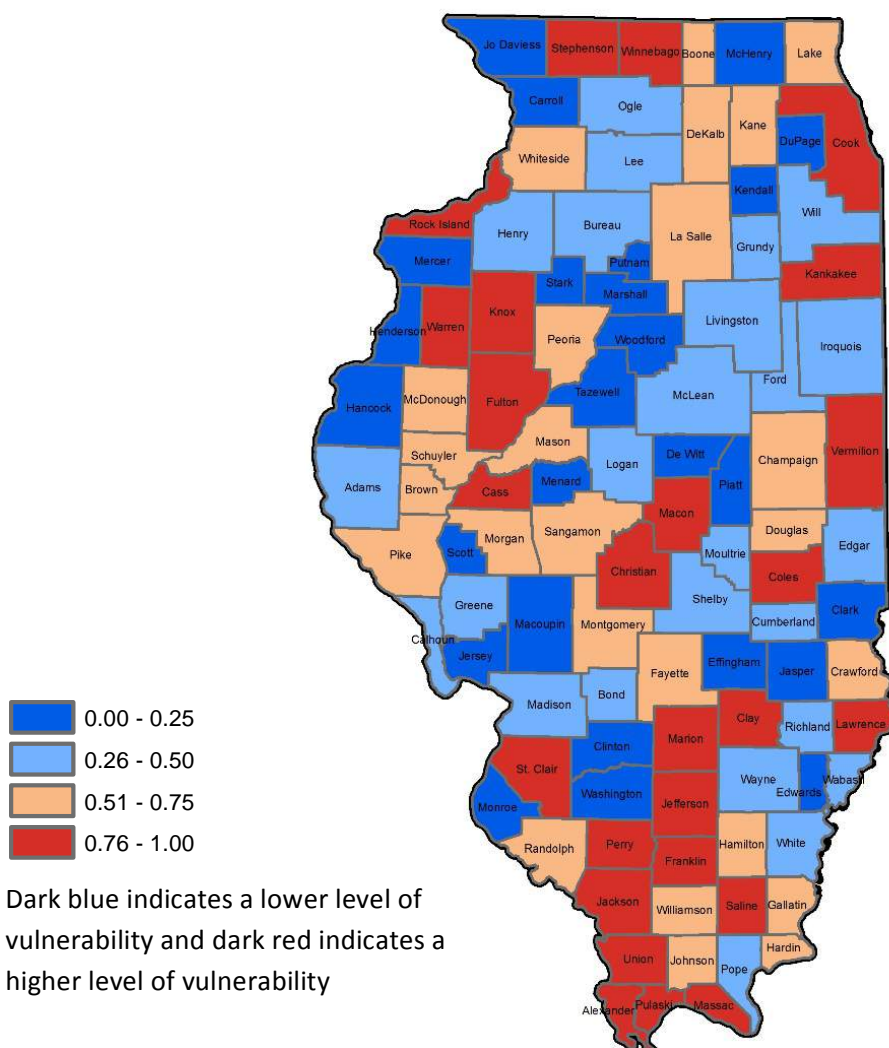 Jo Daviess Stephenson Winnebago Boone McHenry Lake
Carroll Ogle DeKalb Kane DuPage Cook
Whiteside Lee Kendall Will
Rock Island Henry Bureau La Salle Grundy
Mercer Putnam Kankakee
Stark Marshall
Henderson Warren Knox Peoria Woodford Livingston Iroquois
Hancock McDonough Fulton Tazewell McLean Ford
Schuyler Mason Logan De Witt Champaign Vermilion
Adams Brown Cass Menard Piatt
Macon
Pike Scott Morgan Sangamon Moultrie Douglas Edgar
Christian Coles
Greene Shelby Clark
Calhoun Macoupin Montgomery Cumberland
Jersey Fayette Effingham Jasper Crawford
Madison Bond
Clay Richland Lawrence
Clinton Marion
St. Clair Wayne Wabash
Monroe Washington Jefferson Edwards
Randolph Perry Hamilton White
Franklin
Jackson Williamson Saline Gallatin
Union Johnson Pope Hardin
Alexander Pulaski Massac
0.00 - 0.25
0.26 - 0.50
0.51 - 0.75
0.76 - 1.00
Dark blue indicates a lower level of
vulnerability and dark red indicates a
higher level of vulnerability